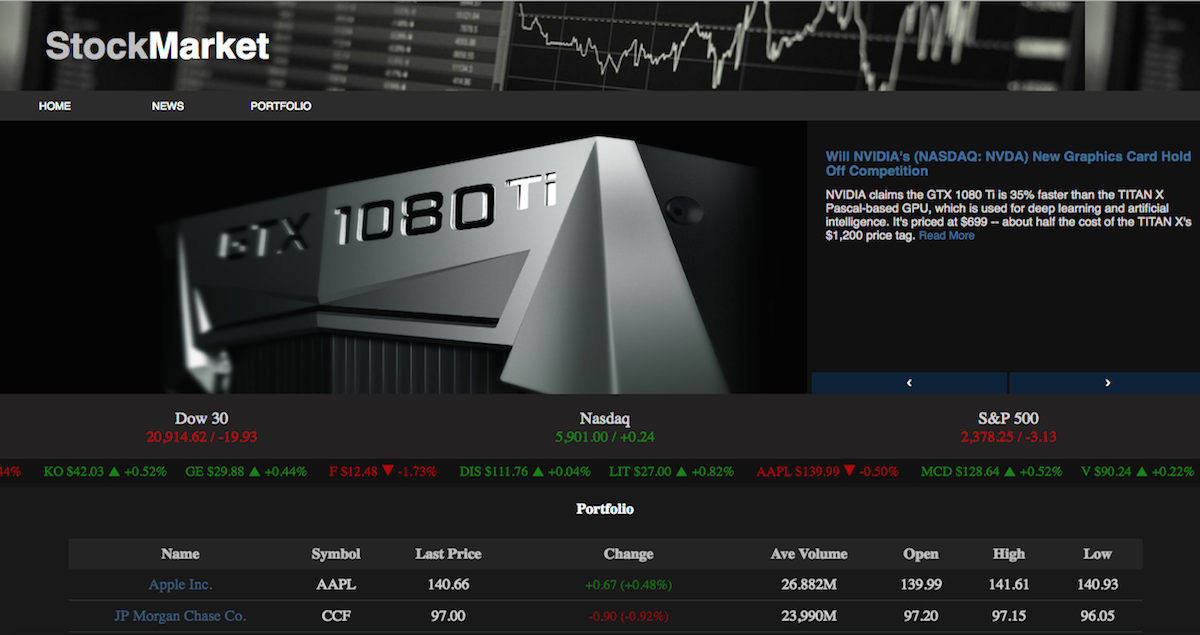 StockMarket
HOME NEWS PORTFOLIO
GTX 1080 Ti
Will NVIDIA's (NASDAQ: NVDA) New Graphics Card Hold
Off Competition
NVIDIA claims the GTX 1080 Ti is 35% faster than the TITAN X
Pascal-based GPU, which is used for deep learning and artificial
intelligence. It's priced at $699 -- about half the cost of the TITAN X's
$1,200 price tag. Read More
‹ ›
Dow 30 Nasdaq S&P 500
20,914.62 / -19.93 5,901.00 / +0.24 2,378.25 / -3.13
44% KO $42.03 ▲ +0.52% GE $29.88 ▲ +0.44% F $12.48 ▼ -1.73% DIS $111.76 ▲ +0.04% LIT $27.00 ▲ +0.82% AAPL $139.99 ▼ -0.50% MCD $128.64 ▲ +0.52% V $90.24 ▲ +0.22%
Portfolio
Name Symbol Last Price Change Ave Volume Open High Low
Apple Inc. AAPL 140.66 +0.67 (+0.48%) 26.882M 139.99 141.61 140.93
JP Morgan Chase Co. CCF 97.00 -0.90 (-0.92%) 23,990M 97.20 97.15 96.05